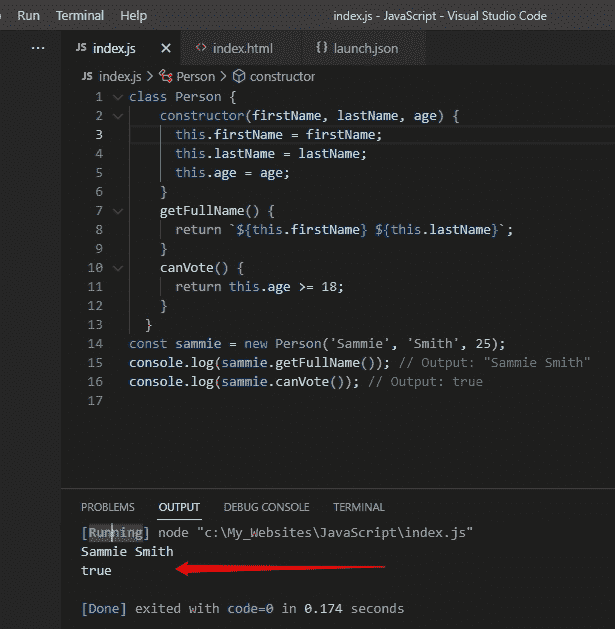 Run Terminal Help index.js - JavaScript - Visual Studio Code
... JS index.js × <> index.html {} launch.json
JS index.js > Person > constructor
1 class Person {
2 constructor(firstName, lastName, age) {
3 this.firstName = firstName;
4 this.lastName = lastName;
5 this.age = age;
6 }
7 getFullName() {
8 return `${this.firstName} ${this.lastName}`;
9 }
10 canVote() {
11 return this.age >= 18;
12 }
13 }
14 const sammie = new Person('Sammie', 'Smith', 25);
15 console.log(sammie.getFullName()); // Output: "Sammie Smith"
16 console.log(sammie.canVote()); // Output: true
17
PROBLEMS OUTPUT DEBUG CONSOLE TERMINAL
[Running] node "c:\My_Websites\JavaScript\index.js"
Sammie Smith
true
[Done] exited with code=0 in 0.174 seconds